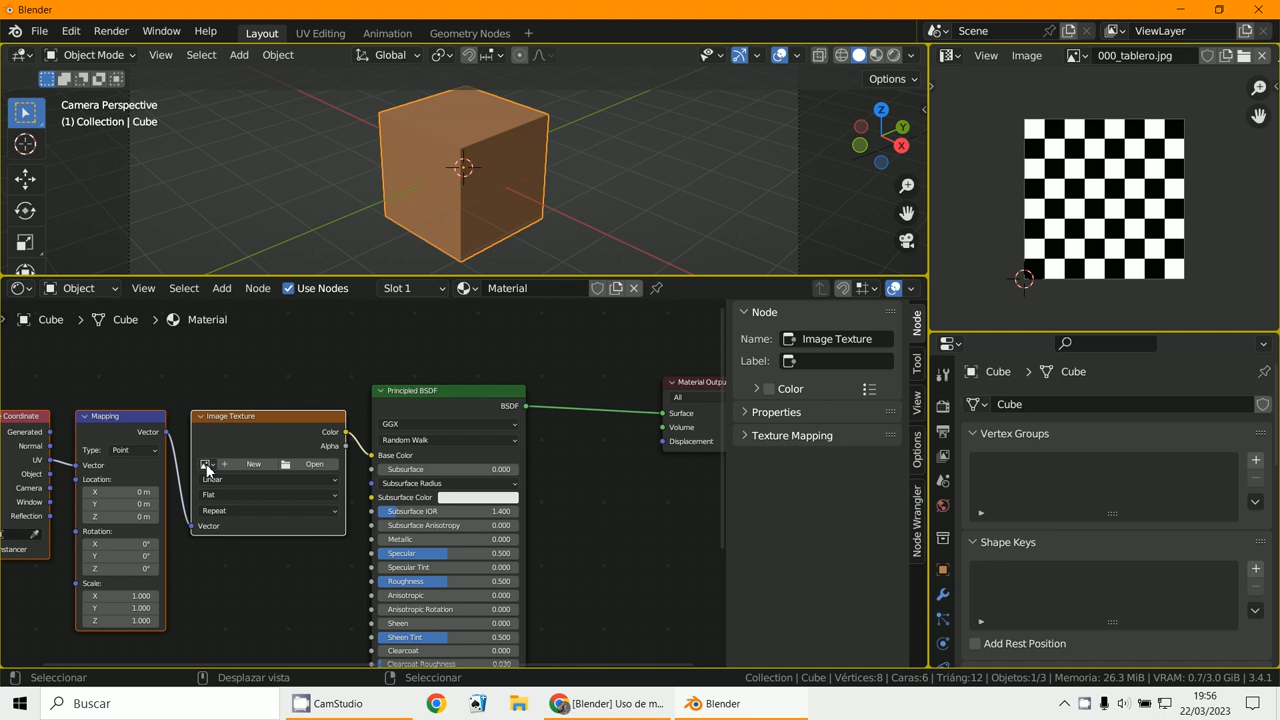 Blender
File Edit Render Window Help Layout UV Editing Animation Geometry Nodes + Scene ViewLayer
Object Mode View Select Add Object Global View Image 000_tablero.jpg
Options
Camera Perspective
(1) Collection | Cube
Z
Y
X
Object View Select Add Node Use Nodes Slot 1 Material
Cube > Cube > Material
Node
Name: Image Texture
Label:
Color
Properties
Texture Mapping
Node
Tool
View
Options
Node Wrangler
Coordinate
Generated
Normal
UV
Object
Camera
Window
Reflection
Mapping
Vector
Type: Point
Vector
Location:
X 0 m
Y 0 m
Z 0 m
Rotation:
X 0°
Y 0°
Z 0°
Scale:
X 1.000
Y 1.000
Z 1.000
Image Texture
Color
Alpha
New Open
Linear
Flat
Repeat
Vector
Principled BSDF
BSDF
GGX
Random Walk
Base Color
Subsurface 0.000
Subsurface Radius
Subsurface Color
Subsurface IOR 1.400
Subsurface Anisotropy 0.000
Metallic 0.000
Specular 0.500
Specular Tint 0.000
Roughness 0.500
Anisotropic 0.000
Anisotropic Rotation 0.000
Sheen 0.000
Sheen Tint 0.500
Clearcoat 0.000
Clearcoat Roughness 0.030
Material Outpu
All
Surface
Volume
Displacement
Cube > Cube
Cube
Vertex Groups
Shape Keys
Add Rest Position
Seleccionar Desplazar vista Seleccionar Collection | Cube | Vértices:8 | Caras:6 | Triáng:12 | Objetos:1/3 | Memoria: 26.3 MiB | VRAM: 0.7/3.0 GiB | 3.4.1
Buscar CamStudio [Blender] Uso de m... Blender
19:56
22/03/2023